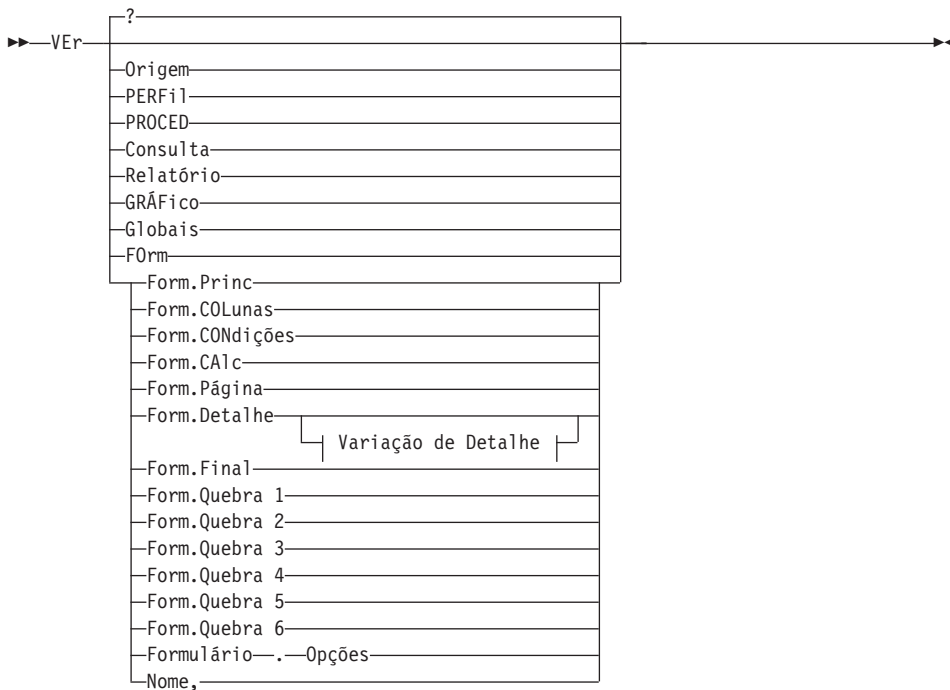 ?
VEr
Origem
PERFil
PROCED
Consulta
Relatório
GRÁFico
Globais
FOrm
Form.Princ
Form.COLunas
Form.CONdições
Form.CAlc
Form.Página
Form.Detalhe
Variação de Detalhe
Form.Final
Form.Quebra 1
Form.Quebra 2
Form.Quebra 3
Form.Quebra 4
Form.Quebra 5
Form.Quebra 6
Formulário . Opções
Nome,